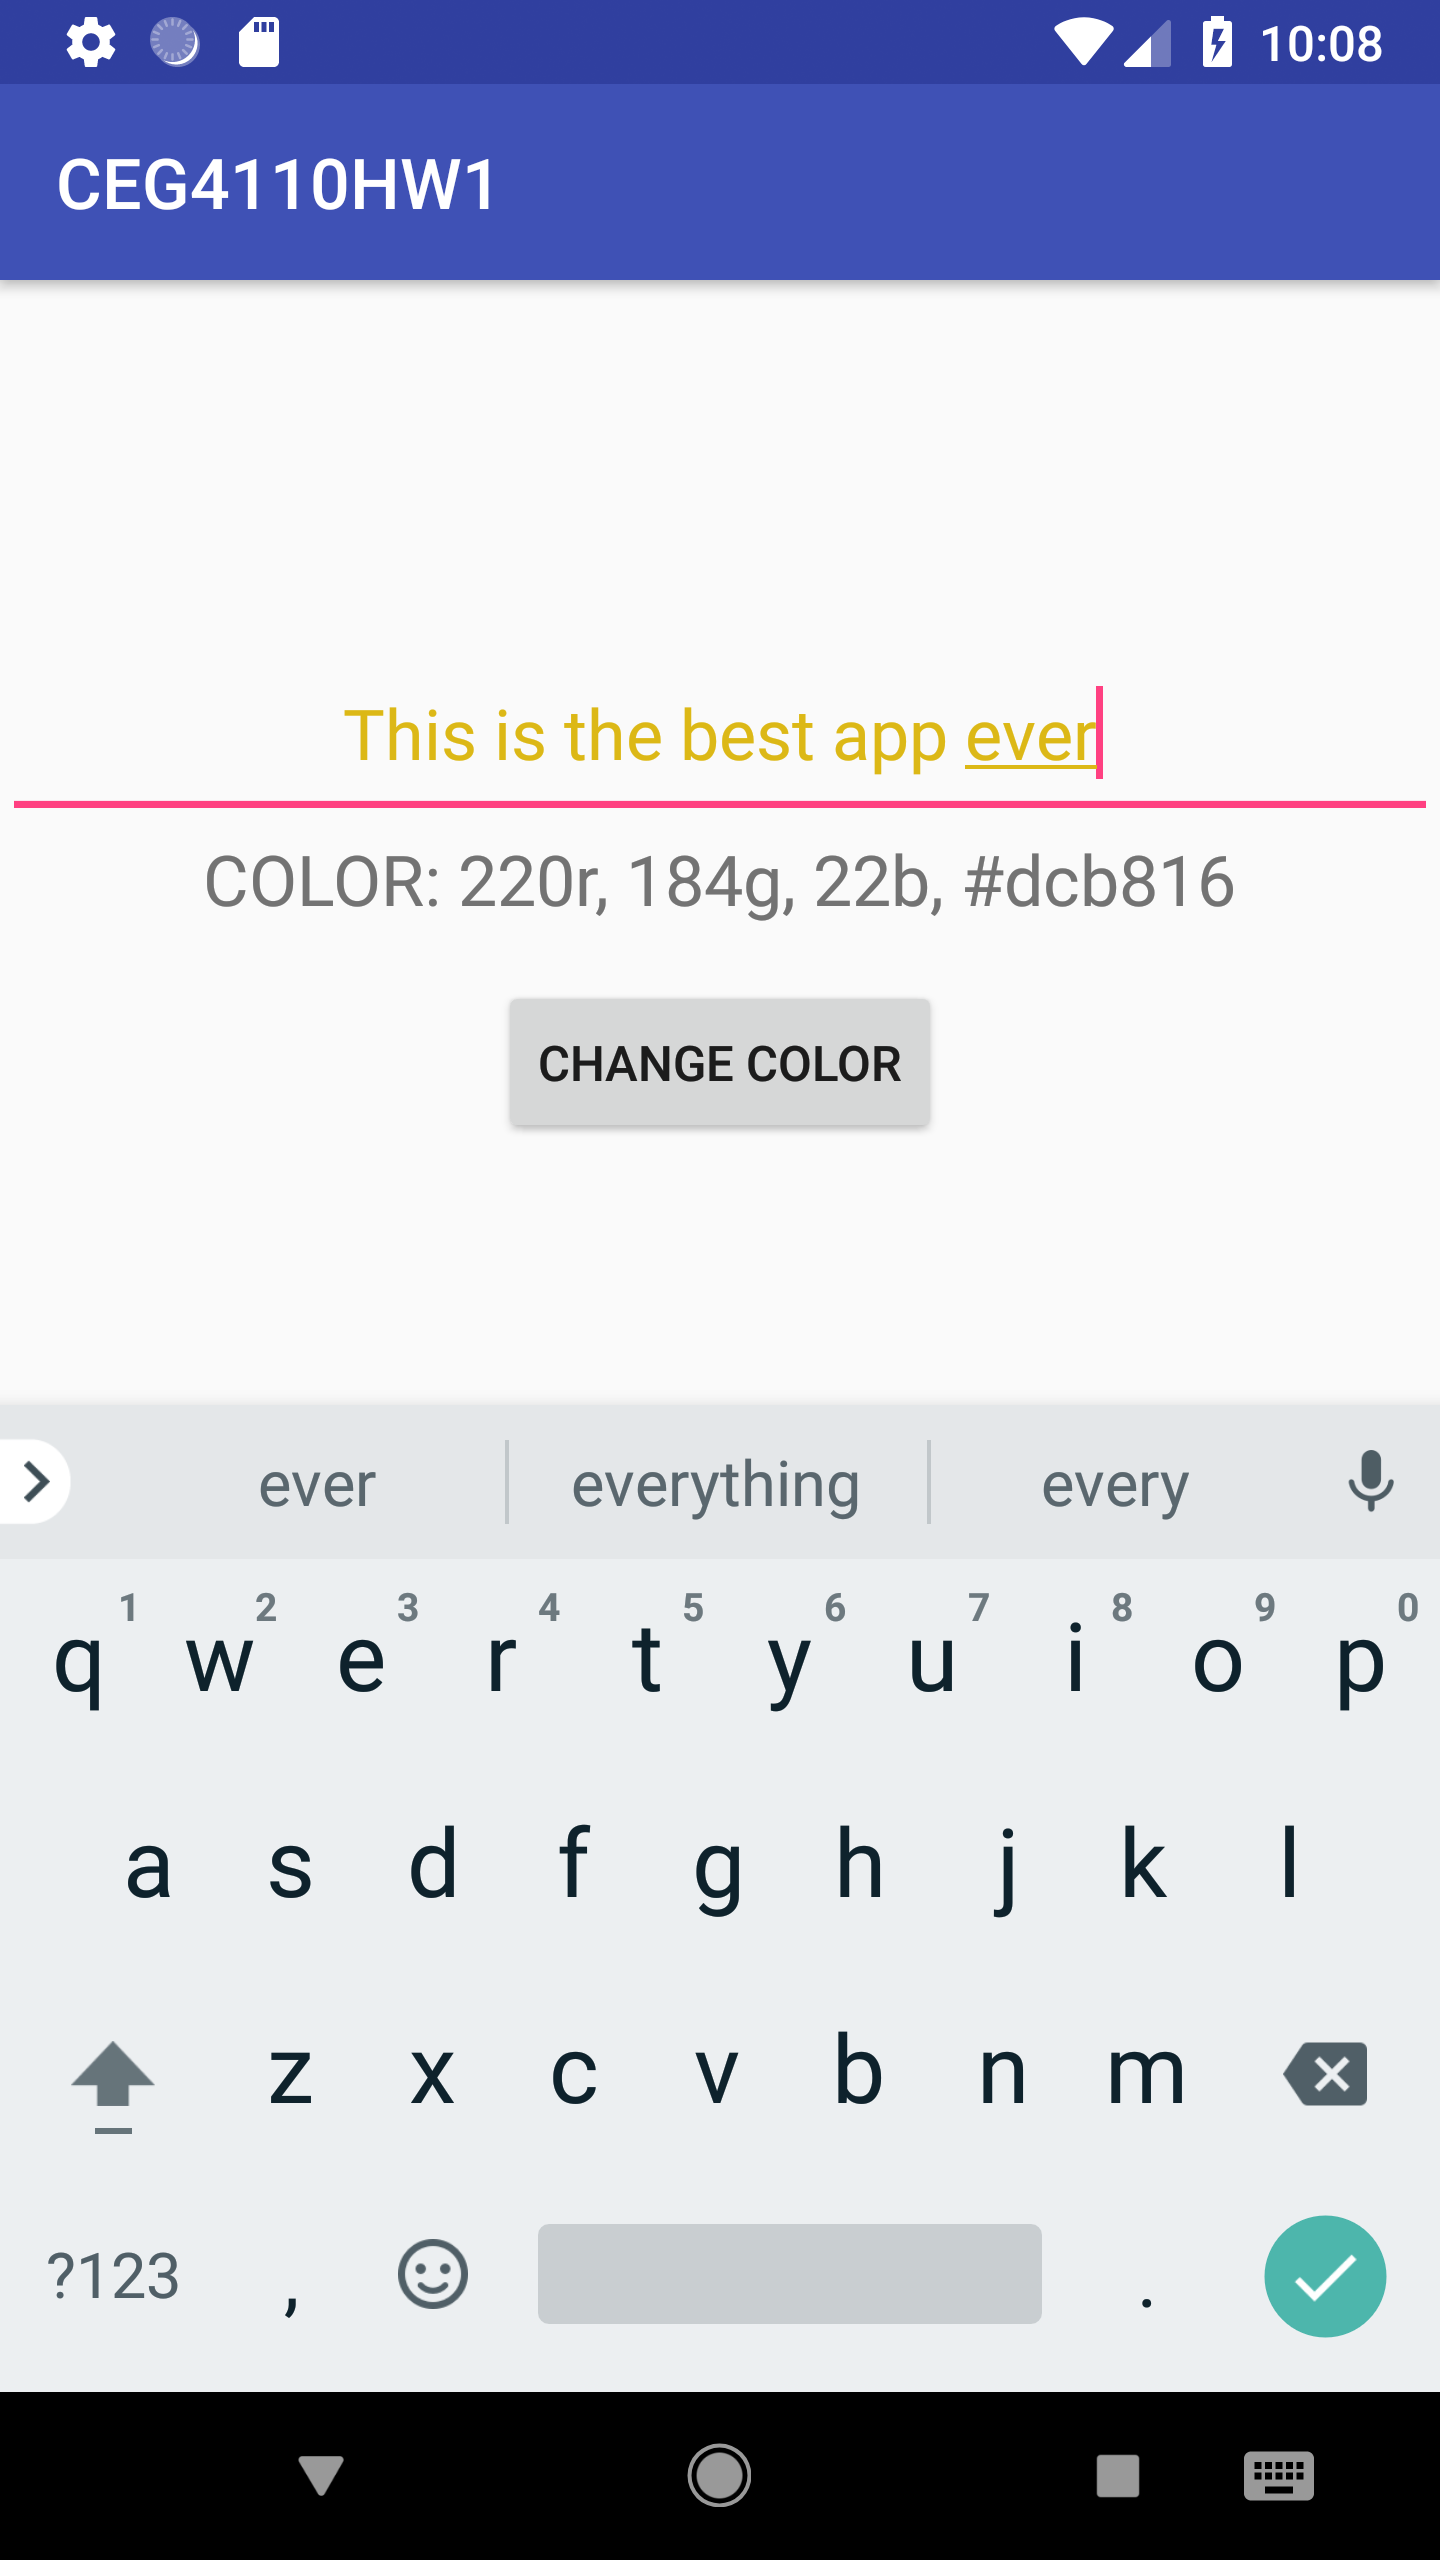 10:08
CEG4110HW1
This is the best app ever
COLOR: 220r, 184g, 22b, #dcb816
CHANGE COLOR
ever everything every
1 2 3 4 5 6 7 8 9 0
q w e r t y u i o p
a s d f g h j k l
z x c v b n m
?123 , .